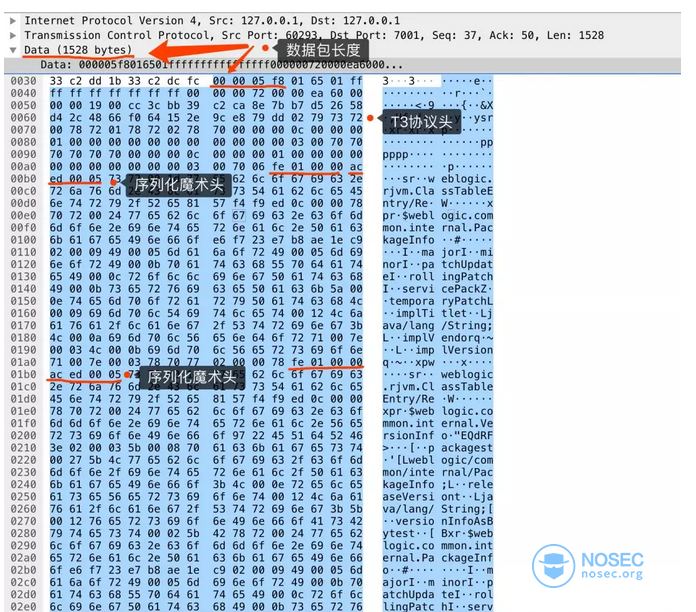 Internet Protocol Version 4, Src: 127.0.0.1, Dst: 127.0.0.1
Transmission Control Protocol, Src Port: 60293, Dst Port: 7001, Seq: 37, Ack: 50, Len: 1528
Data (1528 bytes)
数据包长度
Data: 000005f8016501ffffffffffffffffff000000ea6000...
0030 33 c2 dd 1b 33 c2 dc fc 00 00 05 f8 01 65 01 ff 3···3··· ·····e··
0040 ff ff ff ff ff ff ff ff 00 00 00 72 00 00 ea 60 00
0050 00 00 19 00 cc 3c bb 39 c2 ca 8e 7b b7 d5 26 58
0060 d4 2c 48 66 f0 64 15 2e 9c e8 79 dd 02 79 73 72
T3协议头
0070 00 78 72 01 78 72 02 78 70 00 00 00 0c 00 00 00
0080 01 00 00 00 00 00 00 00 00 00 00 00 03 00 70 70
0090 70 70 70 70 00 00 00 0c 00 00 00 01 00 00 00 00
00a0 00 00 00 00 00 00 00 03 00 70 06 fe 01 00 00 ac
00b0 ed 00 05 73 62 6c 6f 67 69 63 2e ···sr··w eblogic.
序列化魔术头
00c0 72 6a 76 6d 73 54 61 62 6c 65 45 rjvm.Cla ssTableE
00d0 6e 74 72 79 2f 52 65 81 57 f4 f9 ed 0c 00 00 78
00e0 70 72 00 24 77 65 62 6c 6f 67 69 63 2e 63 6f 6d pr·$webl ogic.com
00f0 6d 6f 6e 2e 69 6e 74 65 72 6e 61 6c 2e 50 61 63 mon.inte rnal.Pac
0100 6b 61 67 65 49 6e 66 6f e6 f7 23 e7 b8 ae 1e c9 kageInfo ··#·····
0110 02 00 09 49 00 05 6d 61 6a 6f 72 49 00 05 6d 69 ···I··ma jorI··mi
0120 6e 6f 72 49 00 0b 70 61 74 63 68 55 70 64 61 74 norI··pa tchUpdat
0130 65 49 00 0c 72 6f 6c 6c 69 6e 67 50 61 74 63 68 eI··roll ingPatch
0140 49 00 0b 73 65 72 76 69 63 65 50 61 63 6b 5a 00 I··servi cePackZ·
0150 0e 74 65 6d 70 6f 72 61 72 79 50 61 74 63 68 4c ·tempora ryPatchL
0160 00 09 69 6d 70 6c 54 69 74 6c 65 74 00 12 4c 6a ··implTi tlet··Lj
0170 61 76 61 2f 6c 61 6e 67 2f 53 74 72 69 6e 67 3b ava/lang /String;
0180 4c 00 0a 69 6d 70 6c 56 65 6e 64 6f 72 71 00 7e L··implV endorq·~
0190 00 03 4c 00 0b 69 6d 70 6c 56 65 72 73 69 6f 6e ··L··imp lVersion
01a0 71 00 7e 00 03 78 70 77 02 00 00 78 fe 01 00 00 q·~··xpw ···x····
01b0 ac ed 00 05 73 65 62 6c 6f 67 69 63 ····sr·· weblogic
序列化魔术头
01c0 2e 72 6a 76 6d 2e 73 73 54 61 62 6c 65 .rjvm.Cl assTable
01d0 45 6e 74 72 79 2f 52 65 81 57 f4 f9 ed 0c 00 00
01e0 78 70 72 00 24 77 65 62 6c 6f 67 69 63 2e 63 6f xpr·$web logic.co
01f0 6d 6d 6f 6e 2e 69 6e 74 65 72 6e 61 6c 2e 56 65 mmon.int ernal.Ve
0200 72 73 69 6f 6e 49 6e 66 6f 97 22 45 51 64 52 46 rsionInf o·"EQdRF
0210 3e 02 00 03 5b 00 08 70 61 63 6b 61 67 65 73 74 >···[··p ackagest
0220 00 27 5b 4c 77 65 62 6c 6f 67 69 63 2f 63 6f 6d ·'[Lwebl ogic/com
0230 6d 6f 6e 2f 69 6e 74 65 72 6e 61 6c 2f 50 61 63 mon/inte rnal/Pac
0240 6b 61 67 65 49 6e 66 6f 3b 4c 00 0e 72 65 6c 65 kageInfo ;L··rele
0250 61 73 65 56 65 72 73 69 6f 6e 74 00 12 4c 6a 61 aseVersi ont··Lja
0260 76 61 2f 6c 61 6e 67 2f 53 74 72 69 6e 67 3b 5b va/lang/ String;[
0270 00 12 76 65 72 73 69 6f 6e 49 6e 66 6f 41 73 42 ··versio nInfoAsB
0280 79 74 65 73 74 00 02 5b 42 78 72 00 24 77 65 62 ytest··[ Bxr·$web
0290 6c 6f 67 69 63 2e 63 6f 6d 6d 6f 6e 2e 69 6e 74 logic.co mmon.int
02a0 65 72 6e 61 6c 2e 50 61 63 6b 61 67 65 49 6e 66 ernal.Pa ckageInf
02b0 6f e6 f7 23 e7 b8 ae 1e c9 02 00 09 49 00 05 6d o··#···· ····I··m
02c0 61 6a 6f 72 49 00 05 6d 69 6e 6f 72 49 00 0b 70 ajorI··m inorI··p
02d0 61 74 63 68 55 70 64 61 74 65 49 00 0c 72 6f 6c atchUpda teI··rol
02e0 6c 69 6e 67 50 61 74 63 68 49 00 0b 73 65 72 76 lingPatc hI··serv
NOSEC
nosec.org